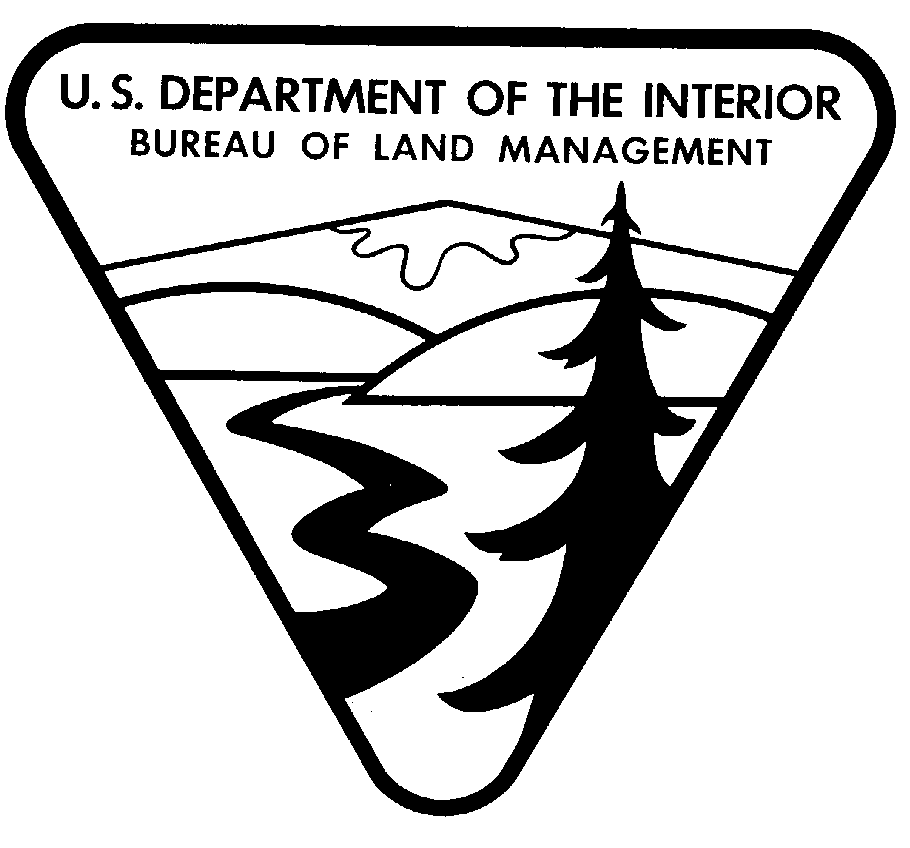 U. S. DEPARTMENT OF THE INTERIOR
BUREAU OF LAND MANAGEMENT